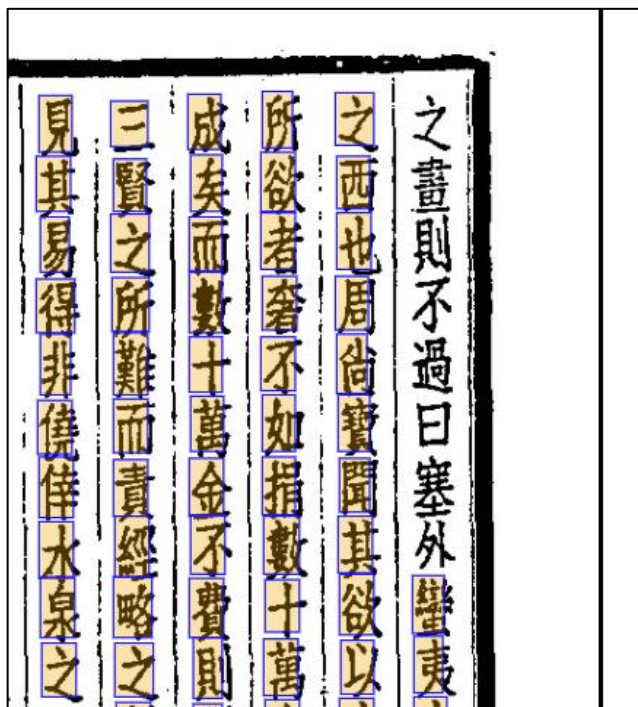 之畫則不過曰塞外蠻夷
之西也周尙寶聞其欲以
所欲者奢不如捐數十萬
成矣而數十萬金不費則
三賢之所難而責經略之
見其易得非僥倖水泉之